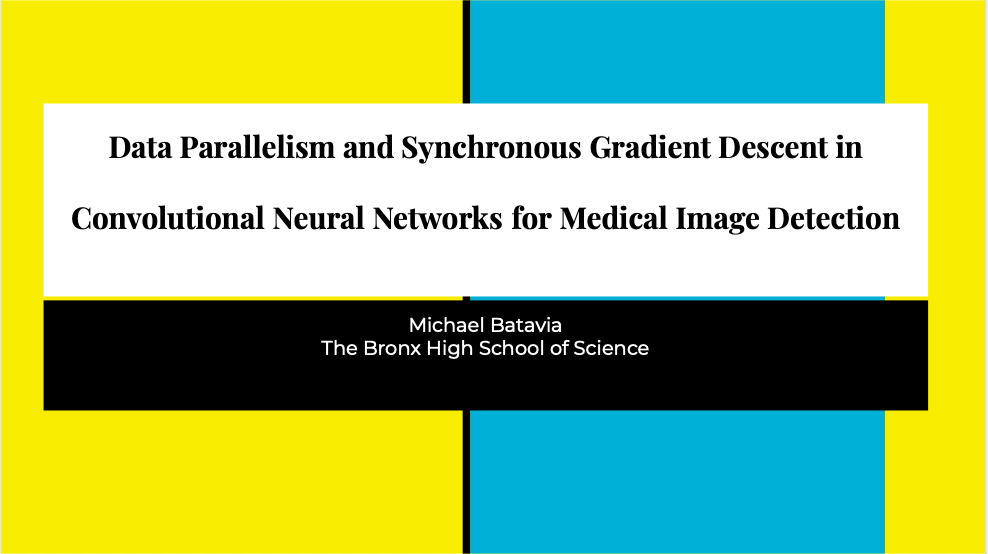 Data Parallelism and Synchronous Gradient Descent in
Convolutional Neural Networks for Medical Image Detection
Michael Batavia
The Bronx High School of Science